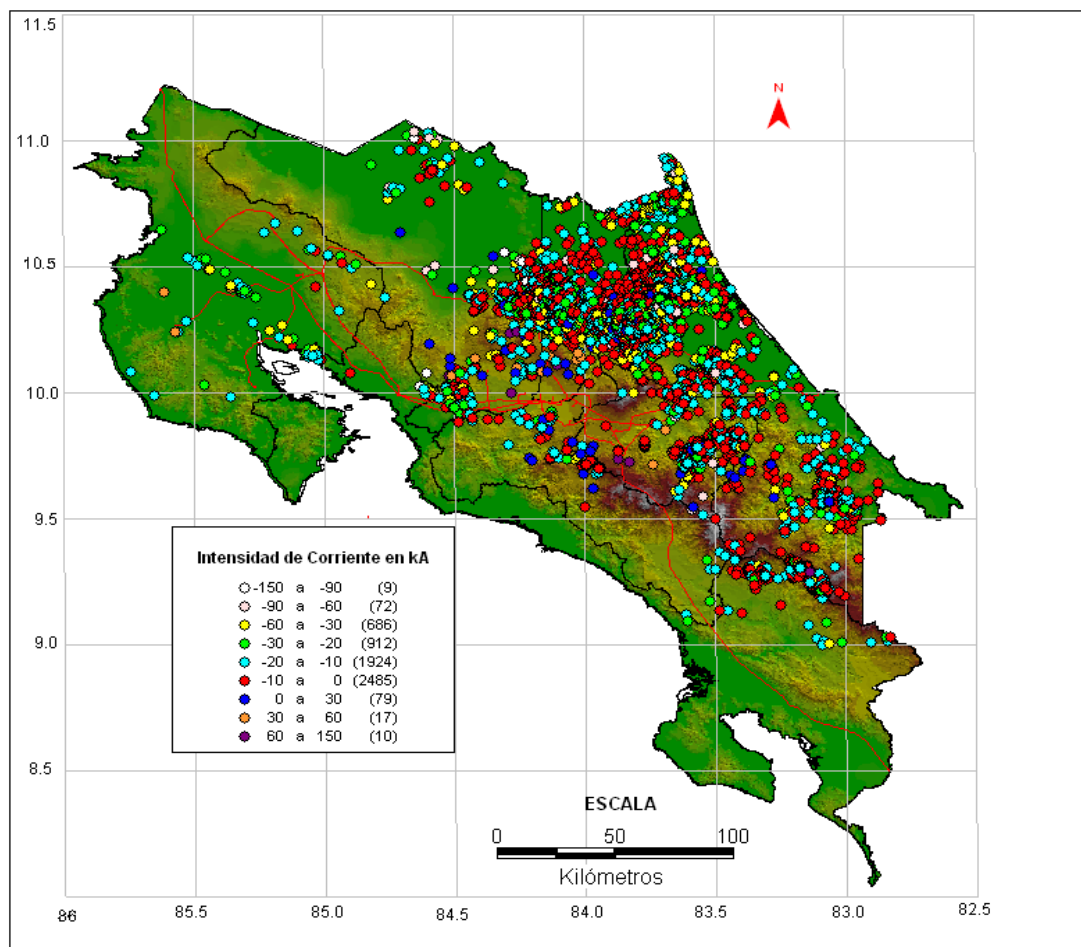 11.5
N
11.0
10.5
10.0
9.5
Intensidad de Corriente en kA
-150 a -90 (9)
-90 a -60 (72)
-60 a -30 (686)
-30 a -20 (912)
-20 a -10 (1924)
-10 a 0 (2485)
0 a 30 (79)
30 a 60 (17)
60 a 150 (10)
9.0
8.5
ESCALA
0 50 100
Kilómetros
86 85.5 85.0 84.5 84.0 83.5 83.0 82.5